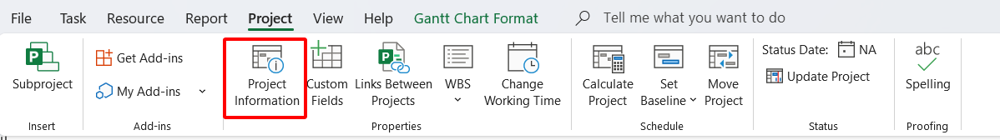 File Task Resource Report Project View Help Gantt Chart Format Tell me what you want to do
Subproject
Insert
Get Add-ins
My Add-ins
Add-ins
Project
Information
Custom
Fields
Links Between
Projects
WBS
Change
Working Time
Properties
Calculate
Project
Set
Baseline
Move
Project
Schedule
Status Date: NA
Update Project
Status
abc
Spelling
Proofing